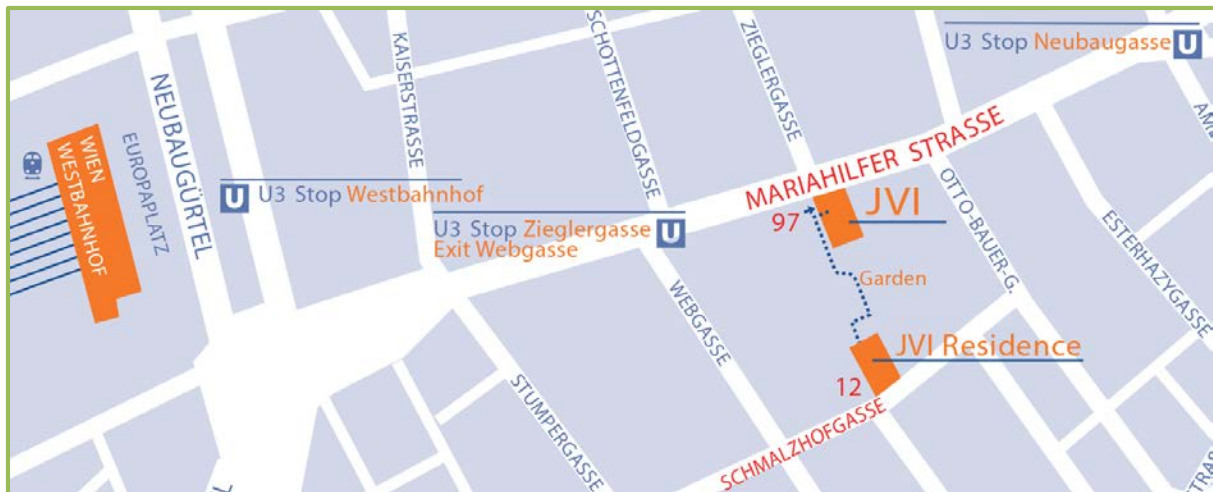 U3 Stop Neubaugasse U
NEUBAUGÜRTEL
KAISERSTRASSE
SCHOTTENFELDGASSE
ZIEGLERGASSE
WIEN
WESTBAHNHOF
EUROPAPLATZ
U U3 Stop Westbahnhof
U3 Stop Zieglergasse U
Exit Webgasse
MARIAHILFER STRASSE
97
JVI
OTTO-BAUER-G.
ESTERHAZYGASSE
Garden
WEBGASSE
JVI Residence
12
STUMPERGASSE
SCHMALZHOFGASSE